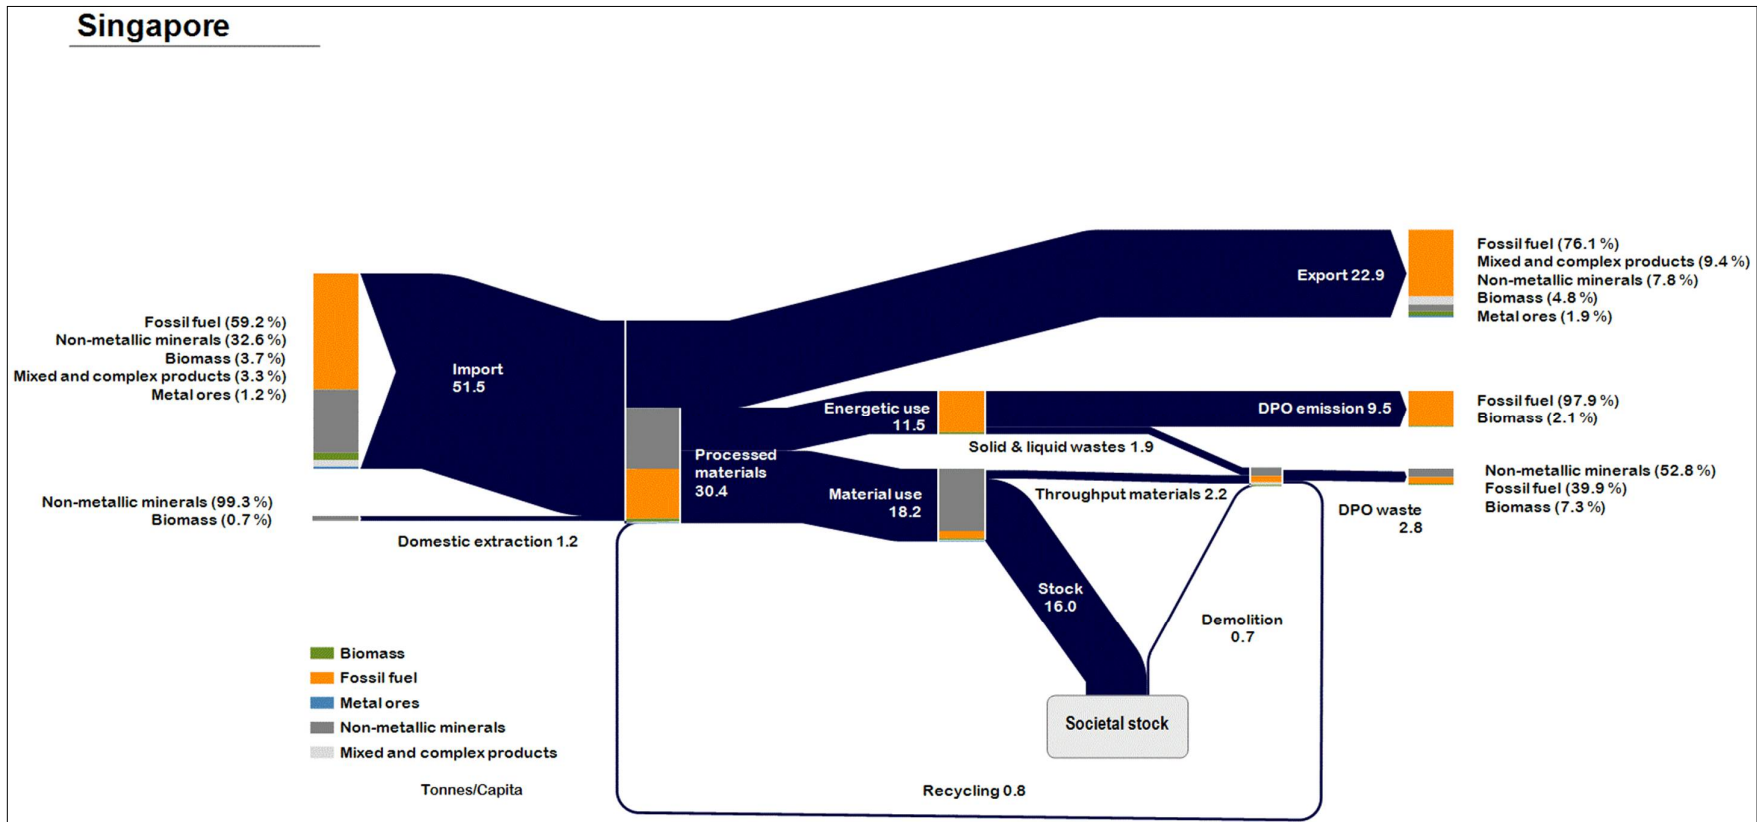 Singapore
Fossil fuel (59.2 %)
Non-metallic minerals (32.6 %)
Biomass (3.7 %)
Mixed and complex products (3.3 %)
Metal ores (1.2 %)
Non-metallic minerals (99.3 %)
Biomass (0.7 %)
Import
51.5
Domestic extraction 1.2
Processed
materials
30.4
Energetic use
11.5
Material use
18.2
Export 22.9
DPO emission 9.5
Solid & liquid wastes 1.9
Throughput materials 2.2
DPO waste
2.8
Stock
16.0
Demolition
0.7
Societal stock
Recycling 0.8
Fossil fuel (76.1 %)
Mixed and complex products (9.4 %)
Non-metallic minerals (7.8 %)
Biomass (4.8 %)
Metal ores (1.9 %)
Fossil fuel (97.9 %)
Biomass (2.1 %)
Non-metallic minerals (52.8 %)
Fossil fuel (39.9 %)
Biomass (7.3 %)
Biomass
Fossil fuel
Metal ores
Non-metallic minerals
Mixed and complex products
Tonnes/Capita